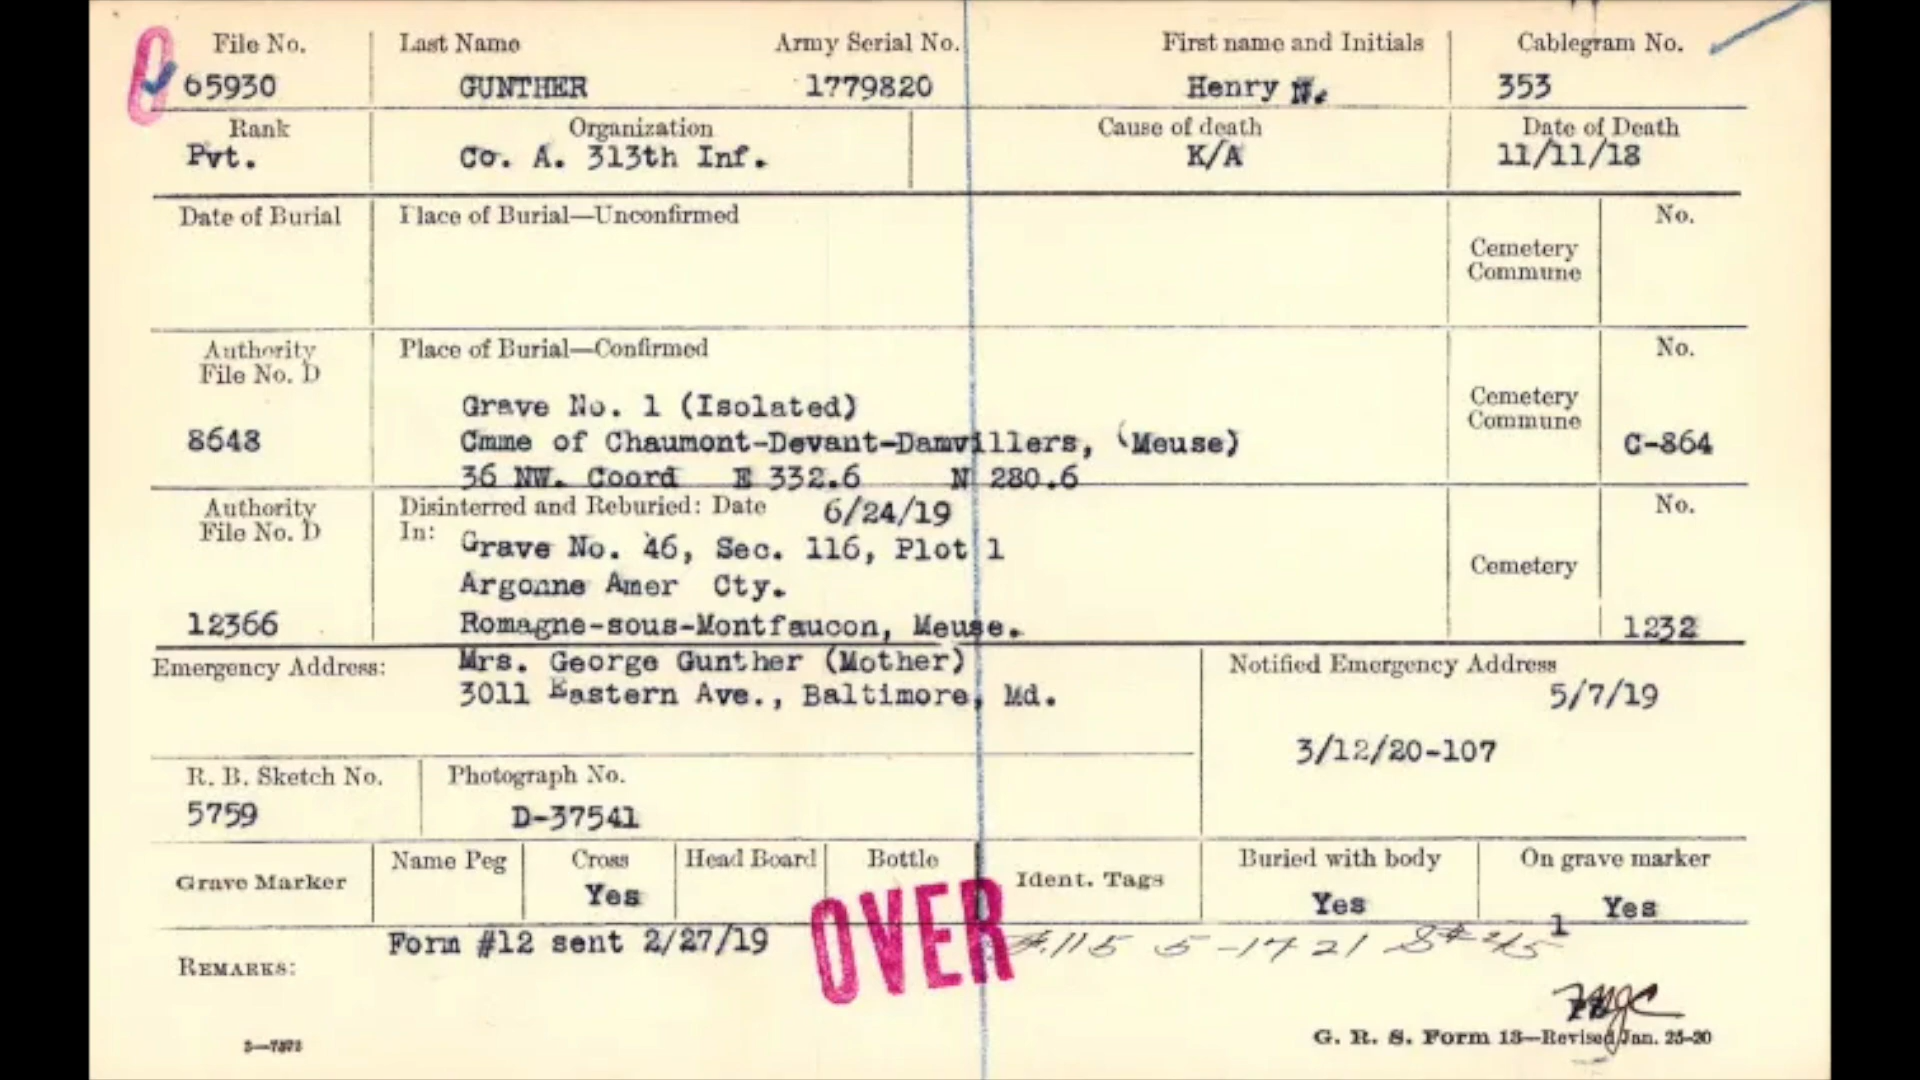 File No. Last Name Army Serial No. First name and Initials Cablegram No.
65930 GUNTHER 1779820 Henry N. 353
Rank Organization Cause of death Date of Death
Pvt. Co. A. 313th Inf. K/A 11/11/18
Date of Burial Place of Burial—Unconfirmed No.
Cemetery
Commune
Authority Place of Burial—Confirmed No.
File No. D
Grave No. 1 (Isolated) Cemetery
8648 Cmme of Chaumont-Devant-Damvillers, (Meuse) Commune C-864
36 NW. Coord E 332.6 N 280.6
Authority Disinterred and Reburied: Date 6/24/19 No.
File No. D In: Grave No. 46, Sec. 116, Plot 1
Argonne Amer Cty. Cemetery
12366 Romagne-sous-Montfaucon, Meuse. 1232
Emergency Address: Mrs. George Gunther (Mother) Notified Emergency Address
3011 Eastern Ave., Baltimore, Md. 5/7/19
3/12/20-107
R. B. Sketch No. Photograph No.
5759 D-37541
Grave Marker Name Peg Cross Head Board Bottle Ident. Tags Buried with body On grave marker
Yes Yes Yes
1
REMARKS: Form #12 sent 2/27/19 OVER 115 5-17-21
3—7373 G. R. S. Form 13—Revised Jan. 25-20